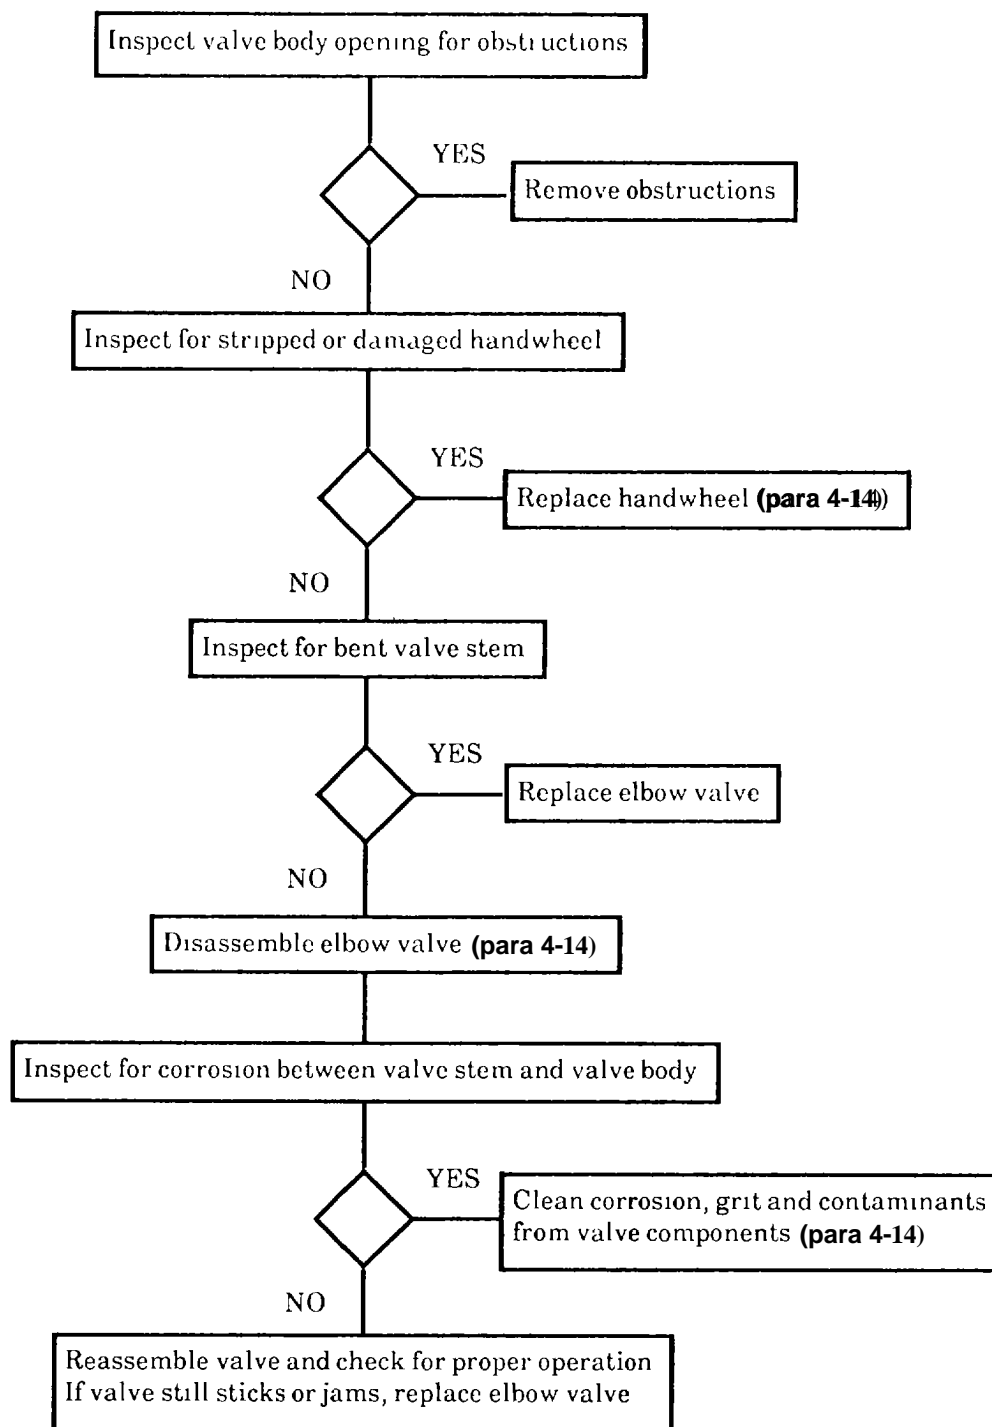 Inspect valve body opening for obstructions
YES
Remove obstructions
NO
Inspect for stripped or damaged handwheel
YES
Replace handwheel (para 4-14)
NO
Inspect for bent valve stem
YES
Replace elbow valve
NO
Disassemble elbow valve (para 4-14)
Inspect for corrosion between valve stem and valve body
YES
Clean corrosion, grit and contaminants
from valve components (para 4-14)
NO
Reassemble valve and check for proper operation
If valve still sticks or jams, replace elbow valve